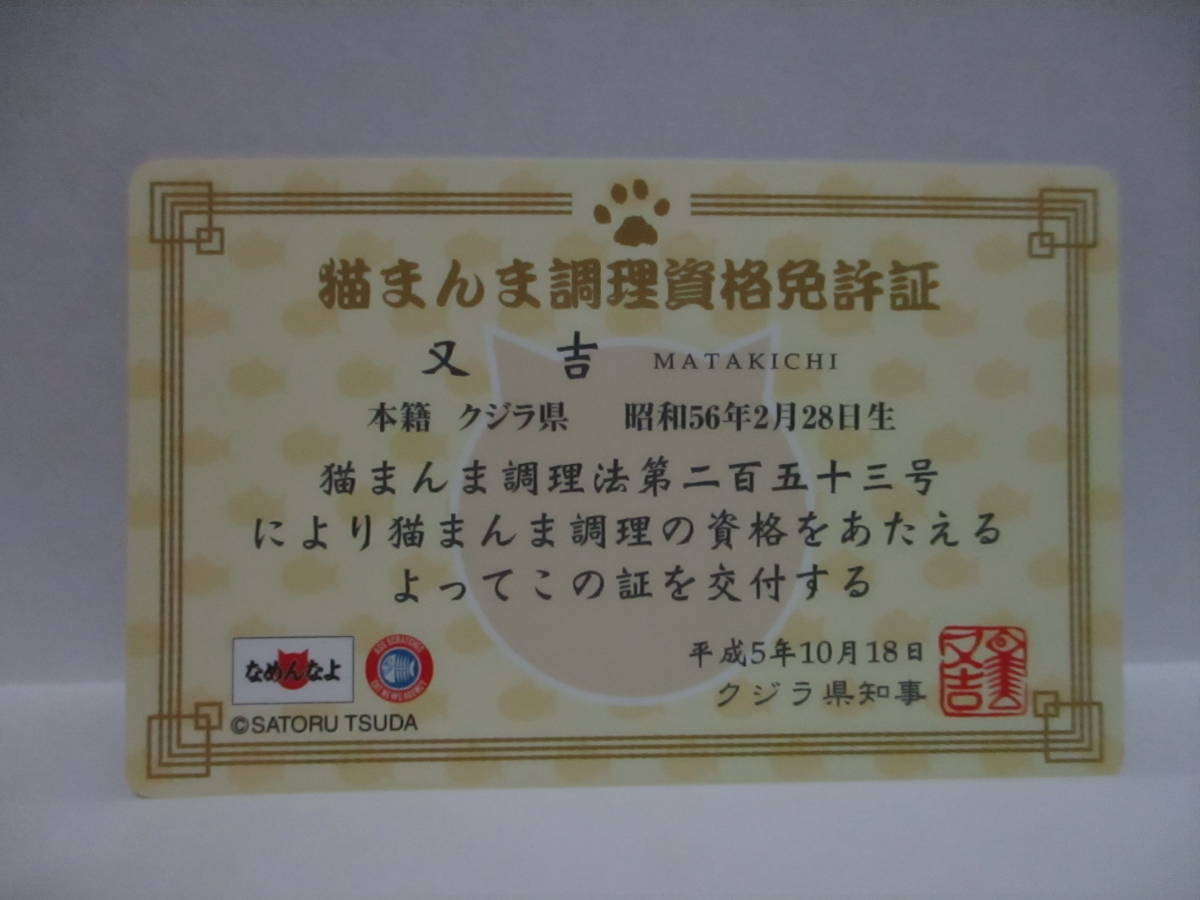 猫まんま調理資格免許証
又 吉 MATAKICHI
本籍 クジラ県 昭和56年2月28日生
猫まんま調理法第二百五十三号
により猫まんま調理の資格をあたえる
よってこの証を交付する
平成5年10月18日
クジラ県知事
又吉
なめんなよ
CAT NEWS AGENCY
©SATORU TSUDA